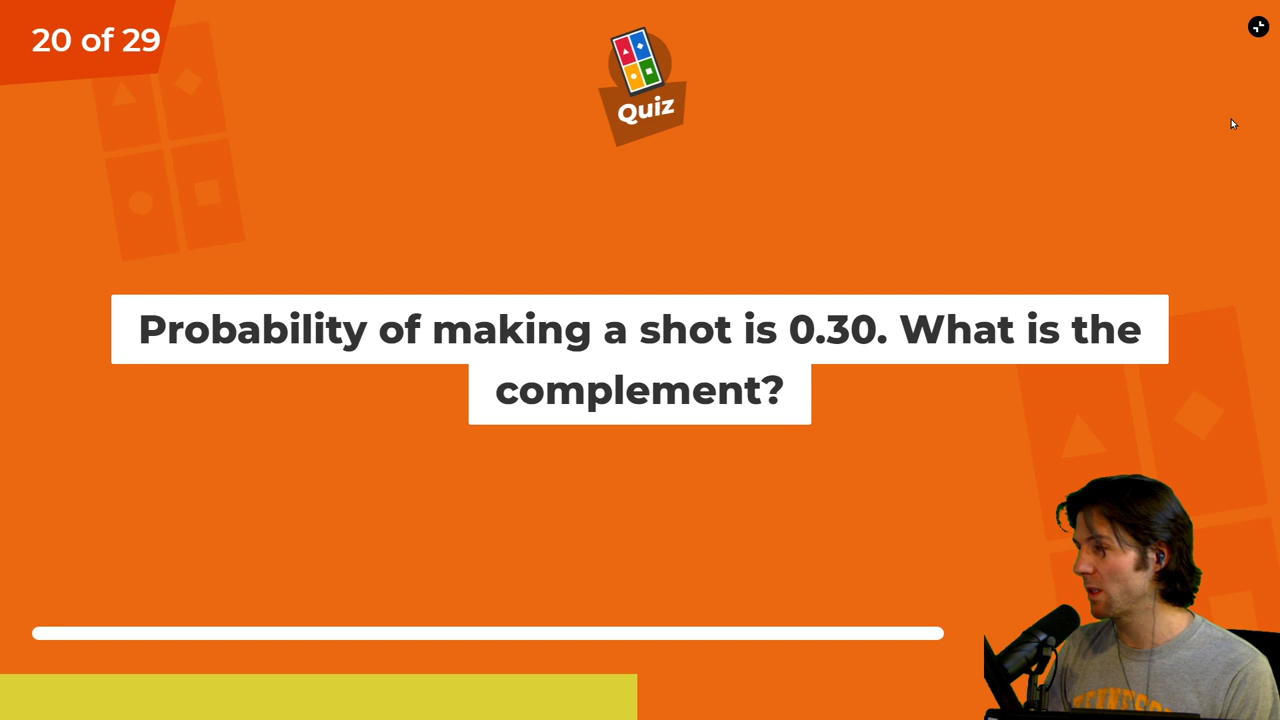 20 of 29
Quiz
Probability of making a shot is 0.30. What is the
complement?